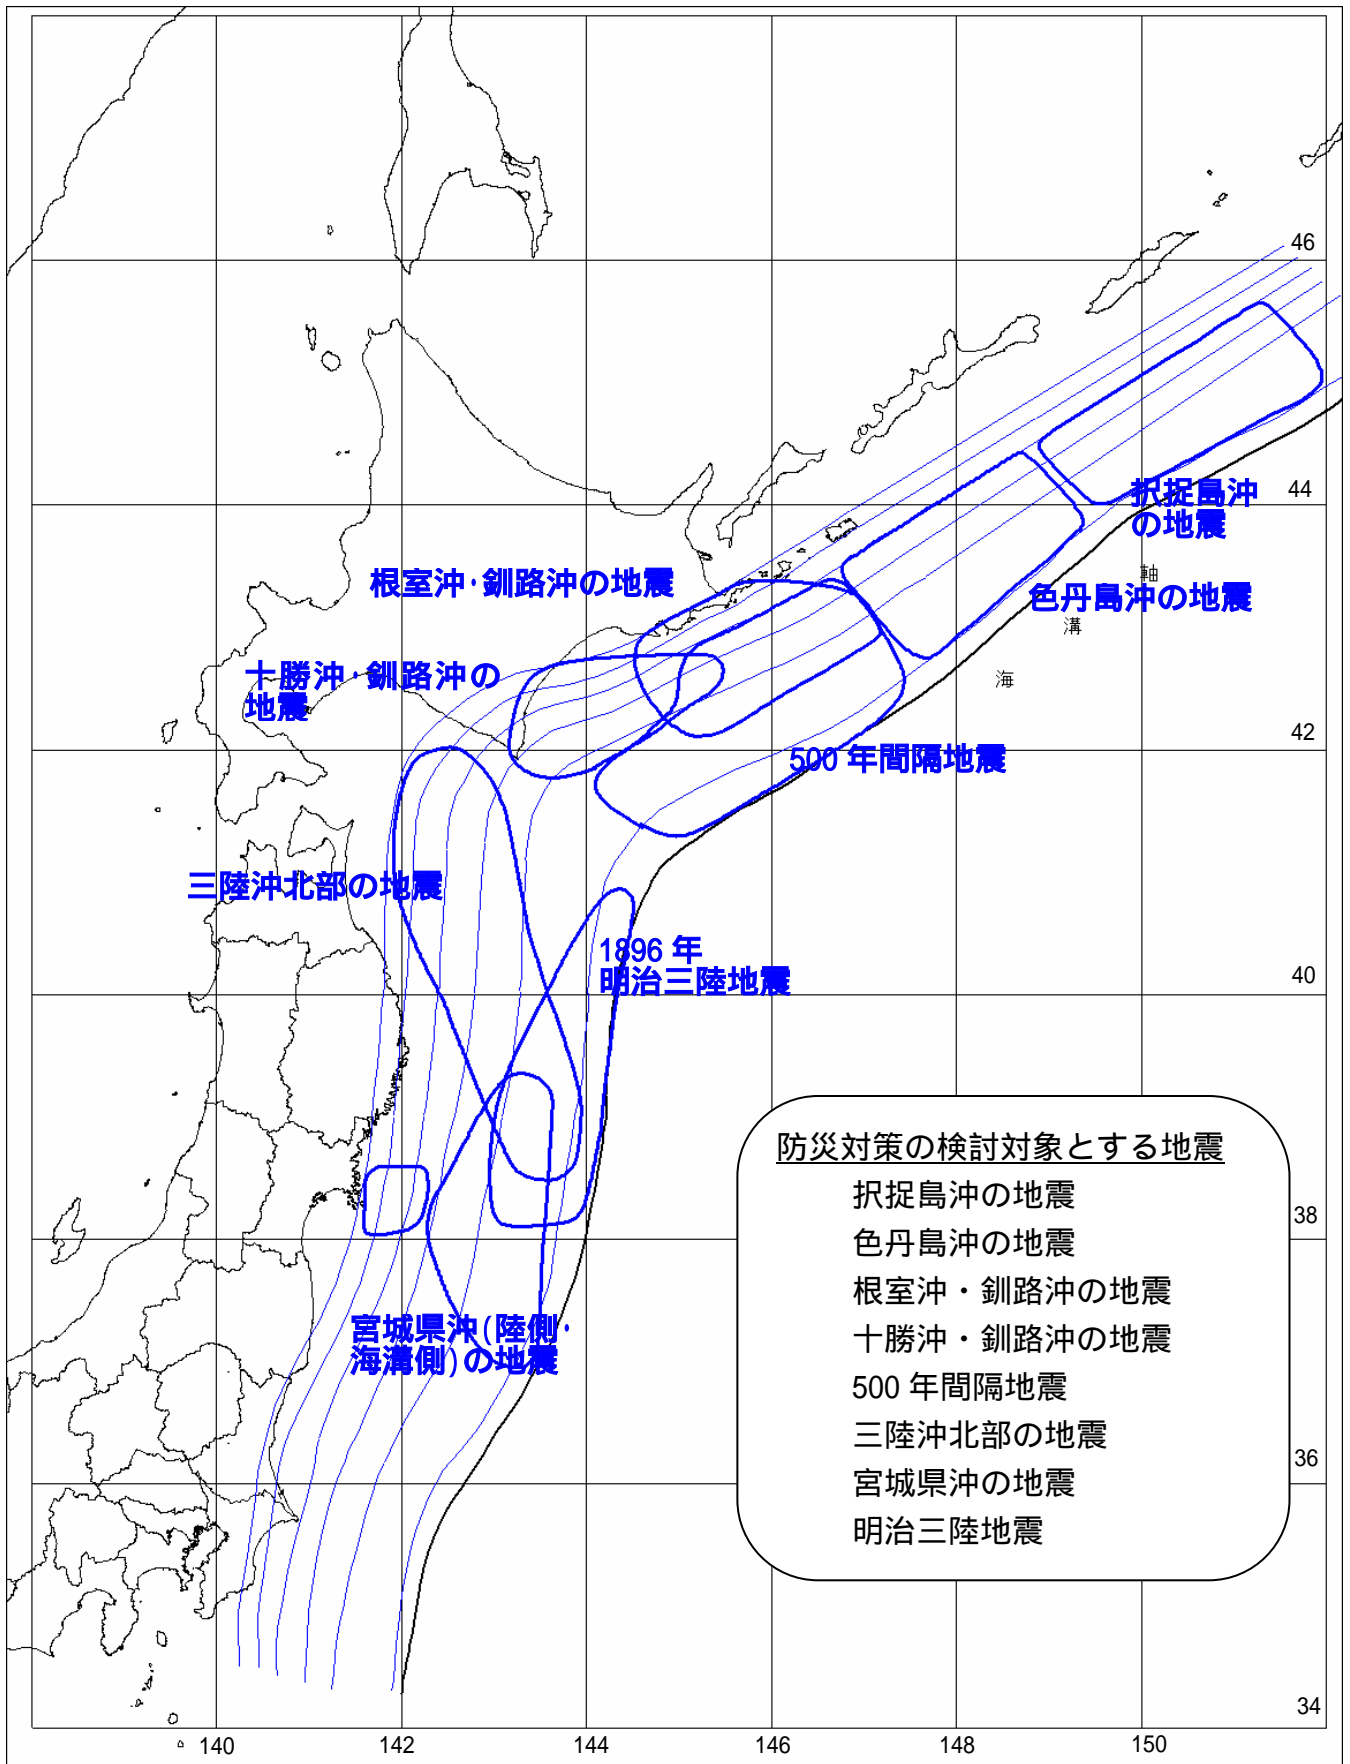 46
択捉島沖
の地震
44
軸
根室沖・釧路沖の地震
色丹島沖の地震
溝
十勝沖・釧路沖の
地震
海
42
500 年間隔地震
三陸沖北部の地震
1896 年
明治三陸地震
40
防災対策の検討対象とする地震
択捉島沖の地震
色丹島沖の地震
根室沖・釧路沖の地震
十勝沖・釧路沖の地震
500 年間隔地震
三陸沖北部の地震
宮城県沖の地震
明治三陸地震
38
宮城県沖(陸側・
海溝側)の地震
36
34
140 142 144 146 148 150